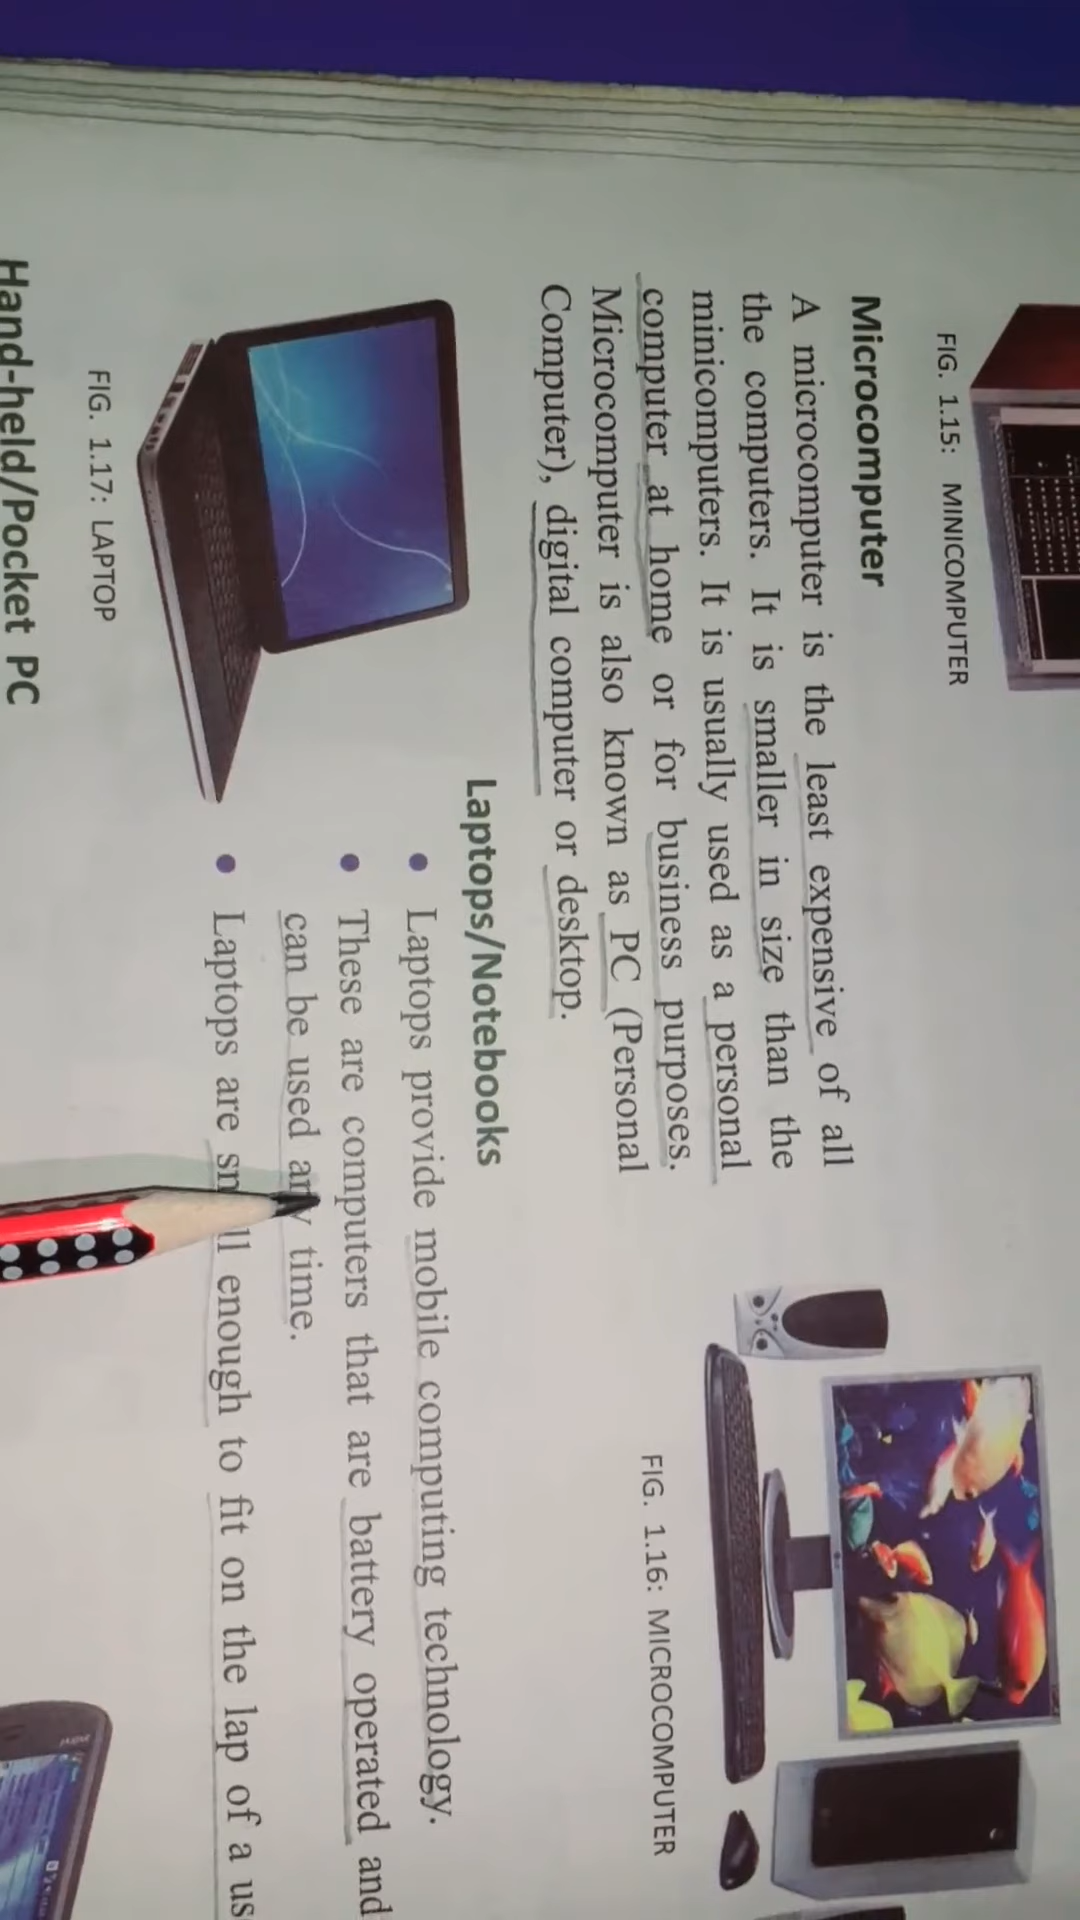 FIG. 1.15: MINICOMPUTER
Microcomputer
A microcomputer is the least expensive of all
the computers. It is smaller in size than the
minicomputers. It is usually used as a personal
computer at home or for business purposes.
Microcomputer is also known as PC (Personal
Computer), digital computer or desktop.
FIG. 1.16: MICROCOMPUTER
Laptops/Notebooks
• Laptops provide mobile computing technology.
• These are computers that are battery operated and
can be used any time.
• Laptops are small enough to fit on the lap of a us
FIG. 1.17: LAPTOP
Hand-held/Pocket PC